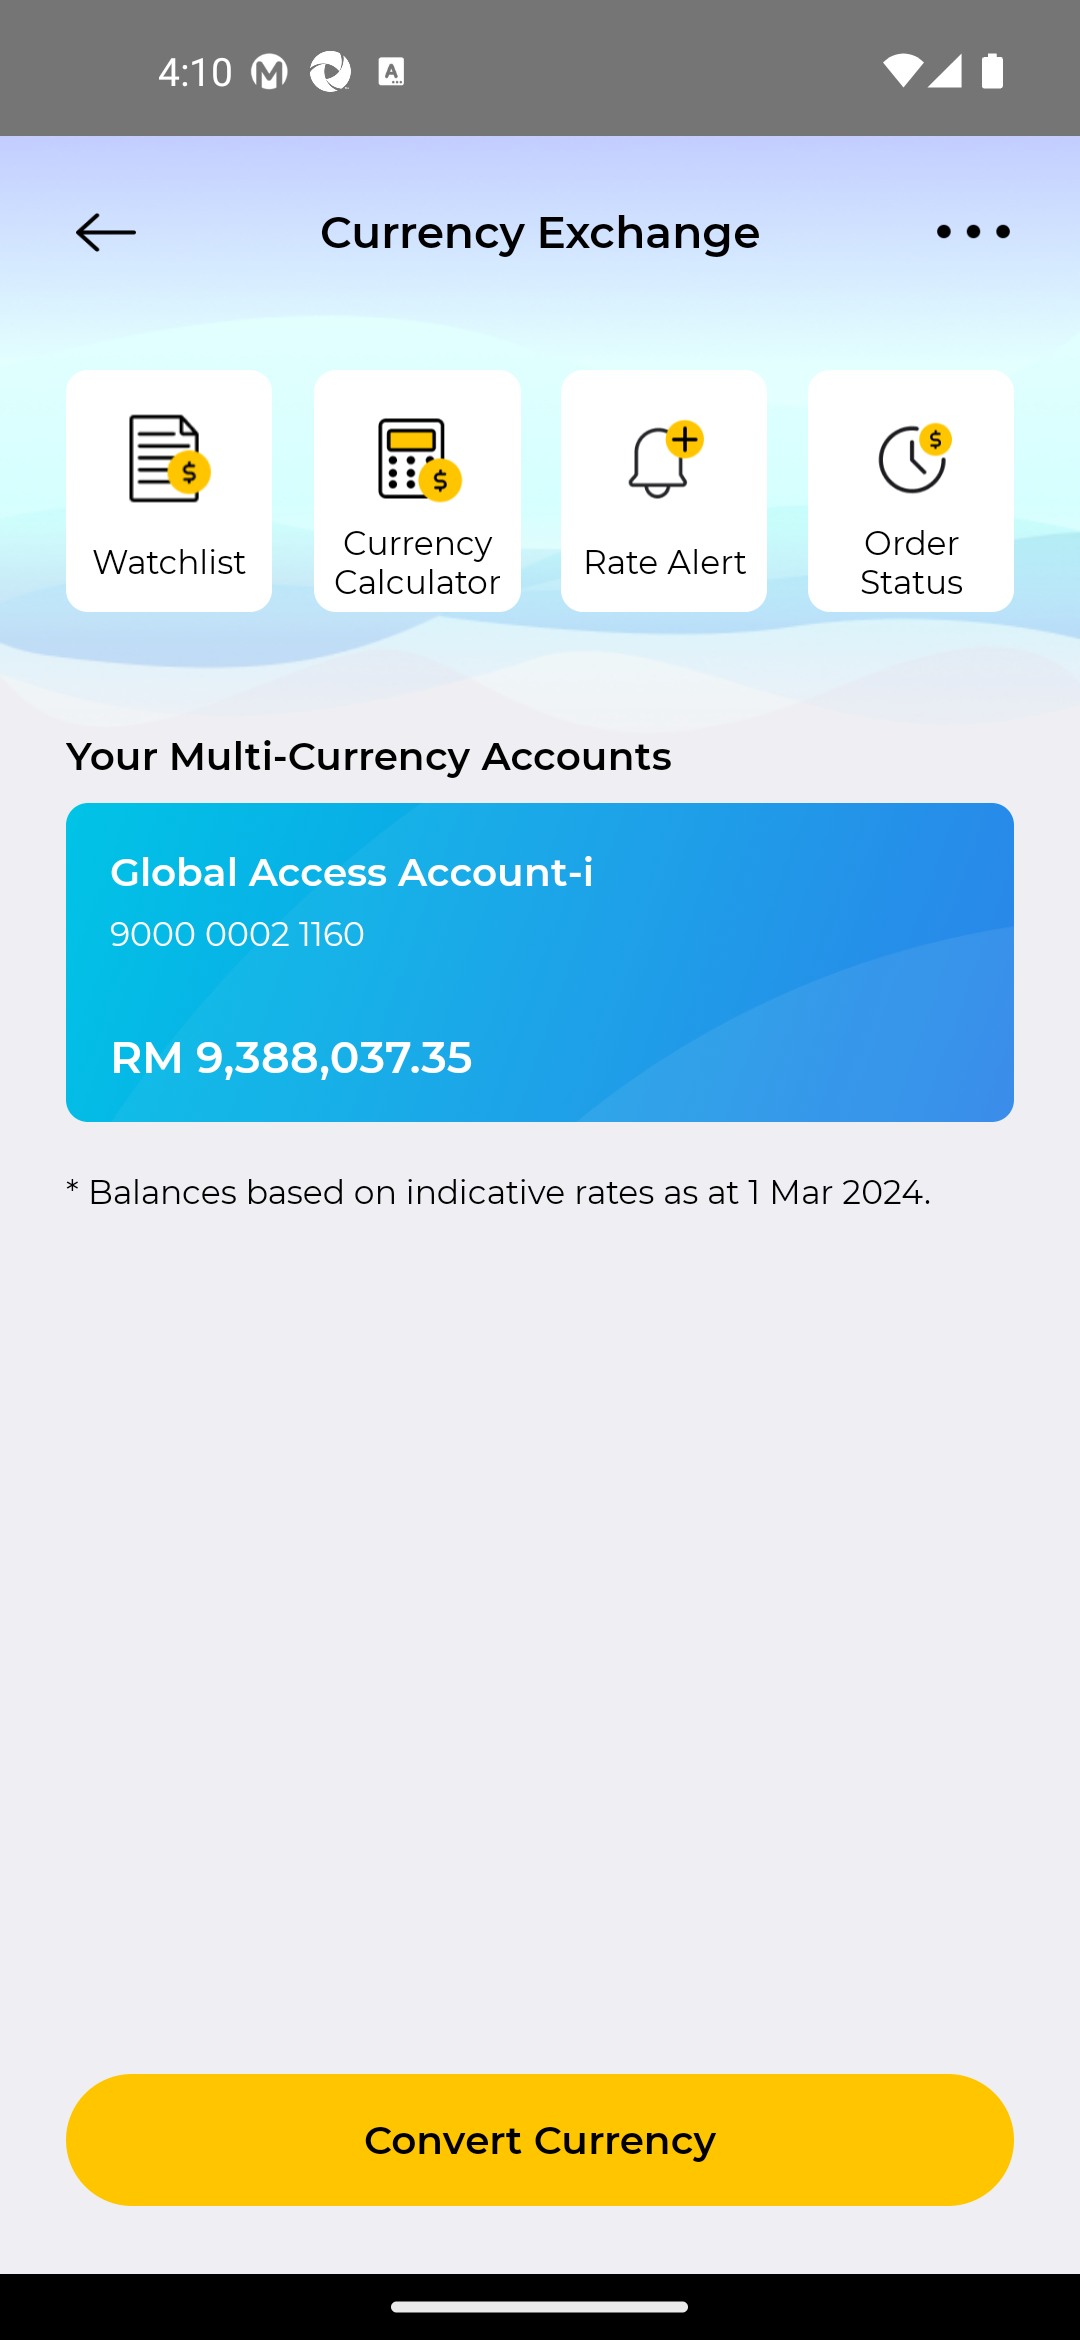 4:10
Currency Exchange
Watchlist
Currency
Calculator
Rate Alert
Order
Status
Your Multi-Currency Accounts
Global Access Account-i
9000 0002 1160
RM 9,388,037.35
* Balances based on indicative rates as at 1 Mar 2024.
Convert Currency